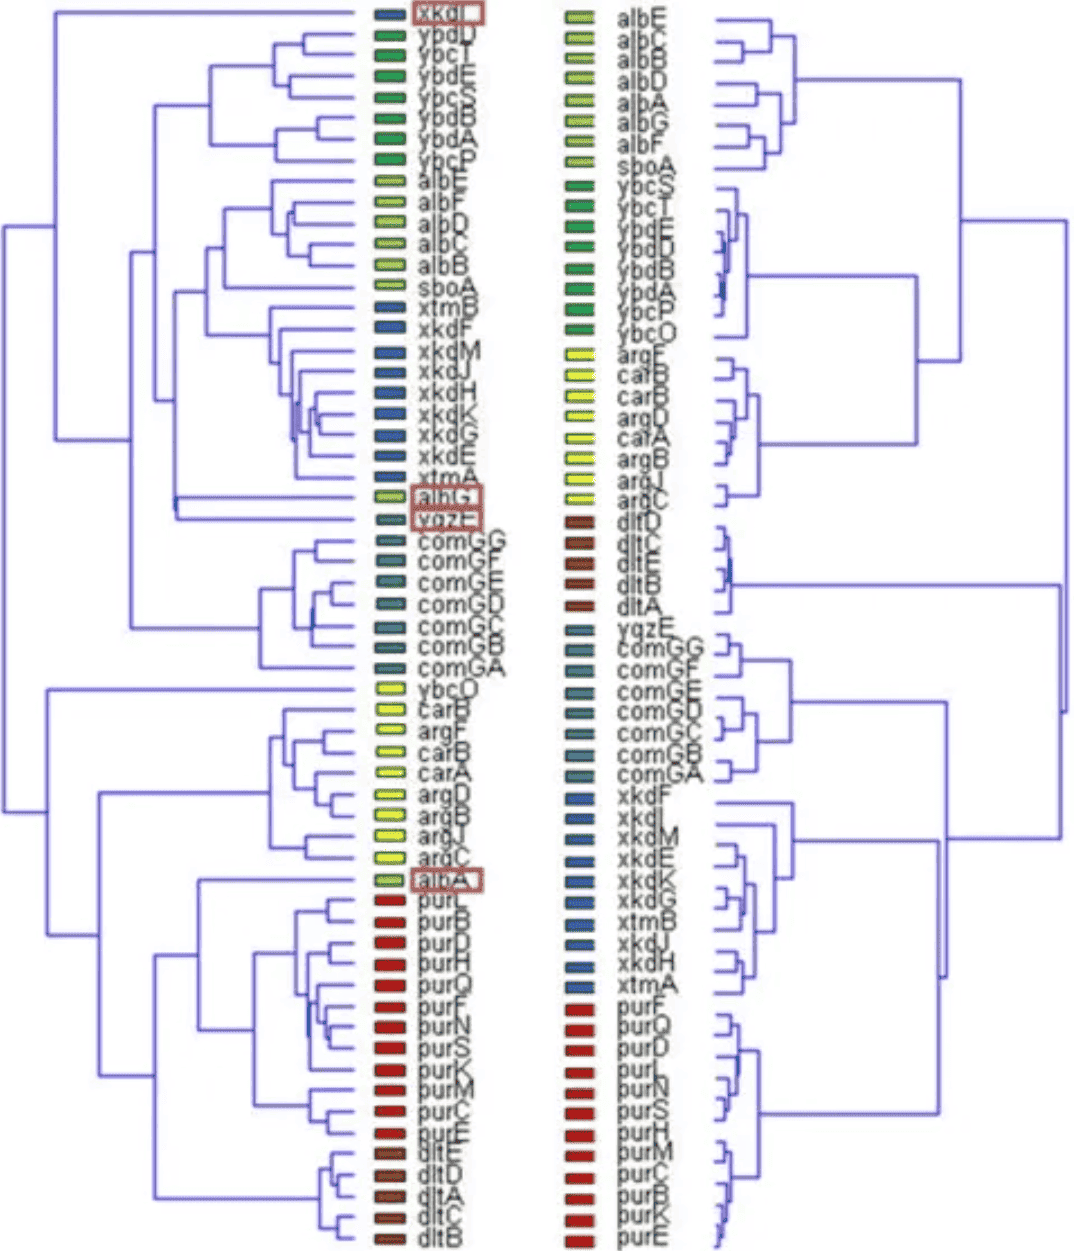 xkdI
ybdD
ybcT
ybdE
ybcS
ybdB
ybdA
ybcP
albE
albF
albD
albC
albB
sboA
xtmB
xkdF
xkdM
xkdJ
xkdH
xkdK
xkdG
xkdE
xtmA
albG
yqzE
comGG
comGF
comGE
comGD
comGC
comGB
comGA
ybcO
carB
argF
carB
carA
argD
argB
argJ
argC
albA
purL
purB
purD
purH
purQ
purF
purN
purS
purK
purM
purC
purE
dltE
dltD
dltA
dltC
dltB
albE
albC
albB
albD
albA
albG
albF
sboA
ybcS
ybcT
ybdE
ybdD
ybdB
ybdA
ybcP
ybcO
argF
carB
carB
argD
carA
argB
argJ
argC
dltD
dltC
dltE
dltB
dltA
yqzE
comGG
comGF
comGE
comGD
comGC
comGB
comGA
xkdF
xkdI
xkdM
xkdE
xkdK
xkdG
xtmB
xkdJ
xkdH
xtmA
purF
purQ
purD
purL
purN
purS
purH
purM
purC
purB
purK
purE